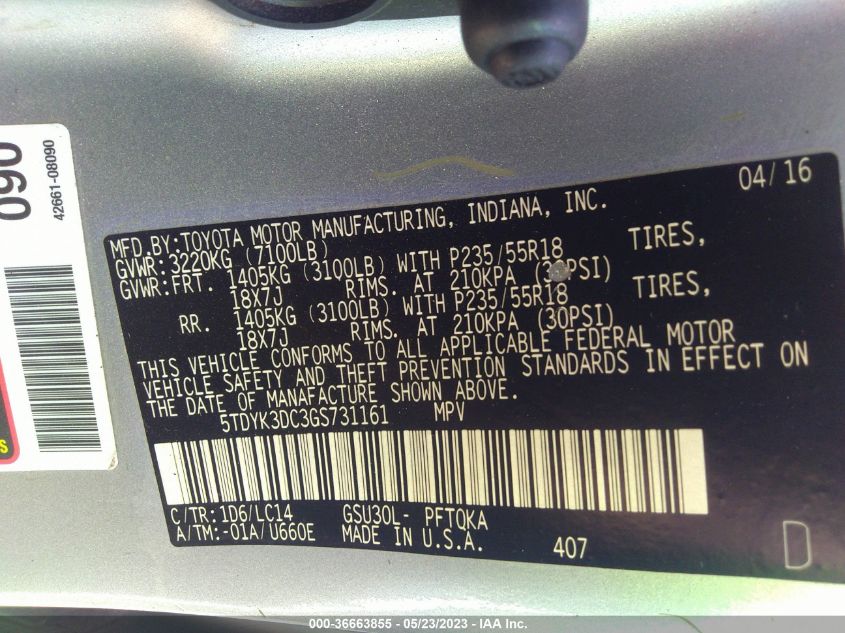 090
42661-08090
S
04/16
MFD.BY:TOYOTA MOTOR MANUFACTURING, INDIANA, INC.
GVWR:3220KG (7100LB)
GVWR:FRT. 1405KG (3100LB) WITH P235/55R18 TIRES,
18X7J RIMS. AT 210KPA PSI)
RR. 1405KG (3100LB) WITH P235/55R18 TIRES,
18X7J RIMS. AT 210KPA (30PSI)
THIS VEHICLE CONFORMS TO ALL APPLICABLE FEDERAL MOTOR
VEHICLE SAFETY AND THEFT PREVENTION STANDARDS IN EFFECT ON
THE DATE OF MANAFACTURE SHOWN ABOVE.
5TDYK3DC3GS731161 MPV
C/TR:1D6/LC14 GSU30L- PFTQKA
A/TM:-01A/U660E MADE IN U.S.A. 407
D
000-36663855 — 05/23/2023 — IAA Inc.